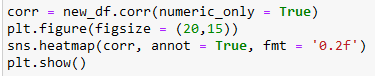 corr = new_df.corr(numeric_only = True)
plt.figure(figsize = (20,15))
sns.heatmap(corr, annot = True, fmt = '0.2f')
plt.show()